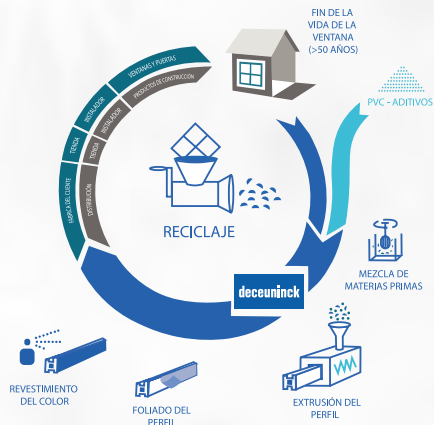 FIN DE LA
VIDA DE LA
VENTANA
(>50 AÑOS)
VENTANAS Y PUERTAS
PRODUCTOS DE CONSTRUCCIÓN
INSTALADOR
INSTALADOR
TIENDA
TIENDA
FÁBRICA DEL CLIENTE
DISTRIBUCIÓN
PVC - ADITIVOS
RECICLAJE
MEZCLA DE
MATERIAS PRIMAS
deceuninck
REVESTIMIENTO
DEL COLOR
FOLIADO DEL
PERFIL
EXTRUSIÓN DEL
PERFIL